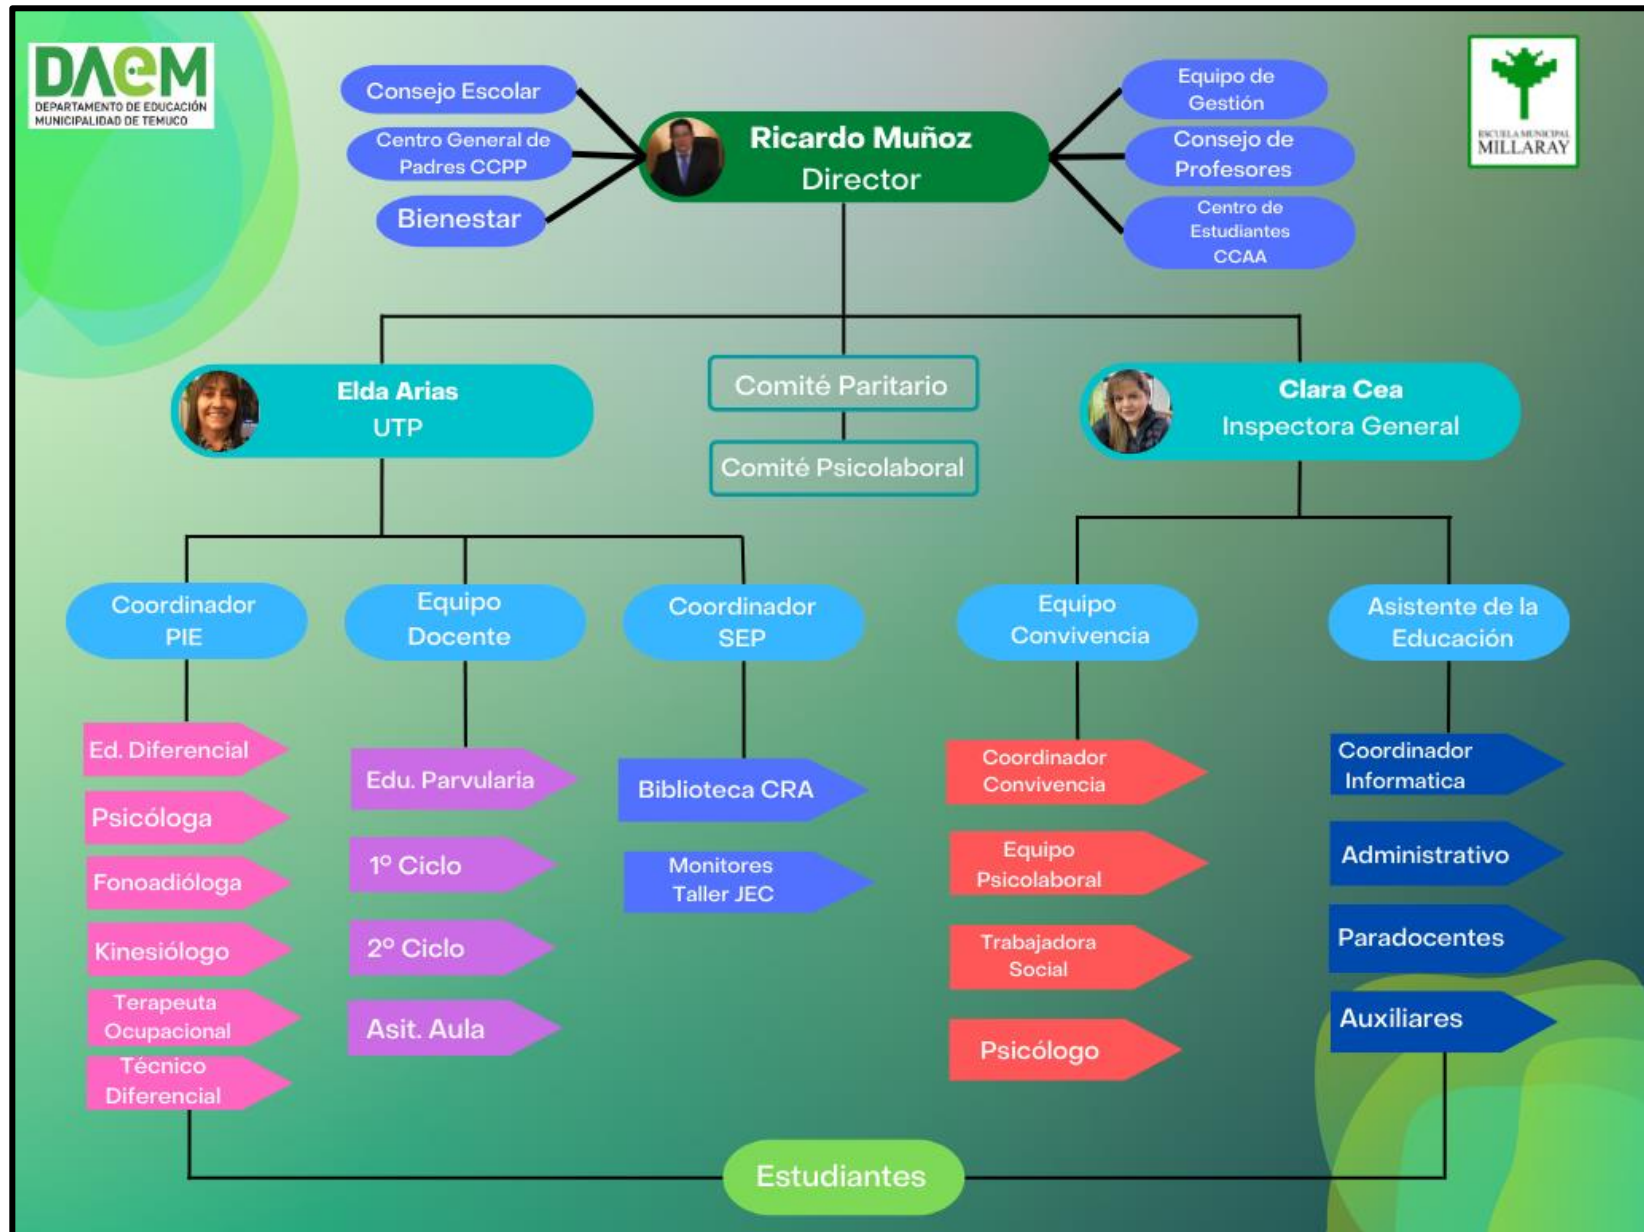 DAeM
DEPARTAMENTO DE EDUCACIÓN
MUNICIPALIDAD DE TEMUCO
Consejo Escolar
Centro General de
Padres CCPP
Bienestar
Ricardo Muñoz
Director
Equipo de
Gestión
Consejo de
Profesores
Centro de
Estudiantes
CCAA
ESCUELA MUNICIPAL
MILLARAY
Elda Arias
UTP
Comité Paritario
Comité Psicolaboral
Clara Cea
Inspectora General
Coordinador
PIE
Equipo
Docente
Coordinador
SEP
Equipo
Convivencia
Asistente de la
Educación
Ed. Diferencial
Psicóloga
Fonoadióloga
Kinesiólogo
Terapeuta
Ocupacional
Técnico
Diferencial
Edu. Parvularia
1º Ciclo
2º Ciclo
Asit. Aula
Biblioteca CRA
Monitores
Taller JEC
Coordinador
Convivencia
Equipo
Psicolaboral
Trabajadora
Social
Psicólogo
Coordinador
Informatica
Administrativo
Paradocentes
Auxiliares
Estudiantes